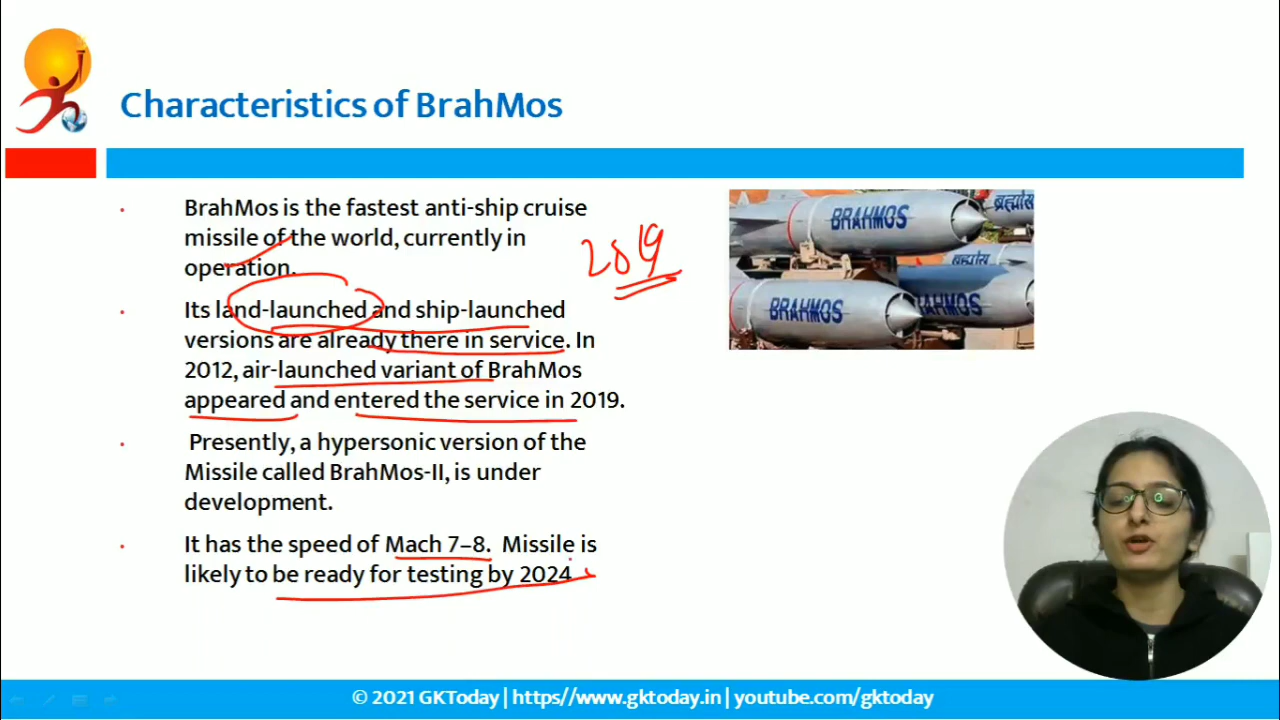 Characteristics of BrahMos
BrahMos is the fastest anti-ship cruise
missile of the world, currently in
operation.
Its land-launched and ship-launched
versions are already there in service. In
2012, air-launched variant of BrahMos
appeared and entered the service in 2019.
Presently, a hypersonic version of the
Missile called BrahMos-II, is under
development.
It has the speed of Mach 7–8. Missile is
likely to be ready for testing by 2024
2019
BRAHMOS
ब्रह्मोस
ब्रह्मोस
BRAHMOS
BRAHMOS
© 2021 GKToday | https//www.gktoday.in | youtube.com/gktoday